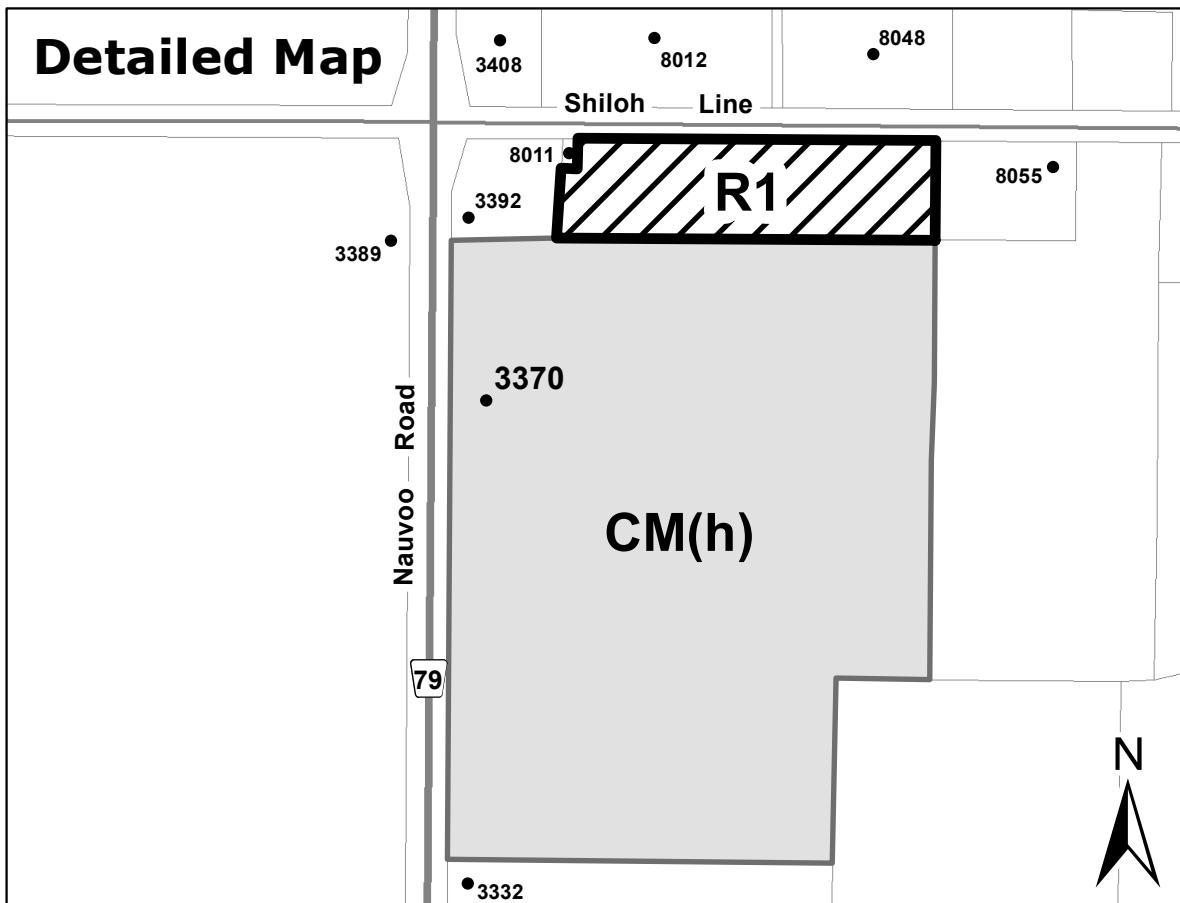 Detailed Map
3408
8012
8048
Shiloh Line
8011
R1
8055
3392
3389
3370
Nauvoo Road
CM(h)
79
N
3332